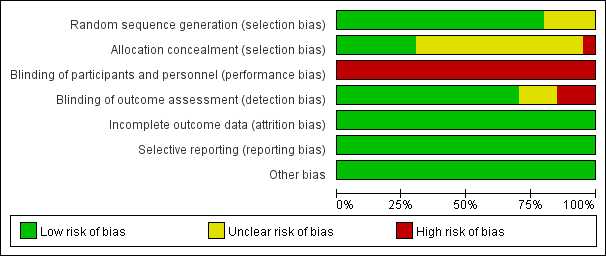 Random sequence generation (selection bias)
Allocation concealment (selection bias)
Blinding of participants and personnel (performance bias)
Blinding of outcome assessment (detection bias)
Incomplete outcome data (attrition bias)
Selective reporting (reporting bias)
Other bias
0% 25% 50% 75% 100%
Low risk of bias Unclear risk of bias High risk of bias